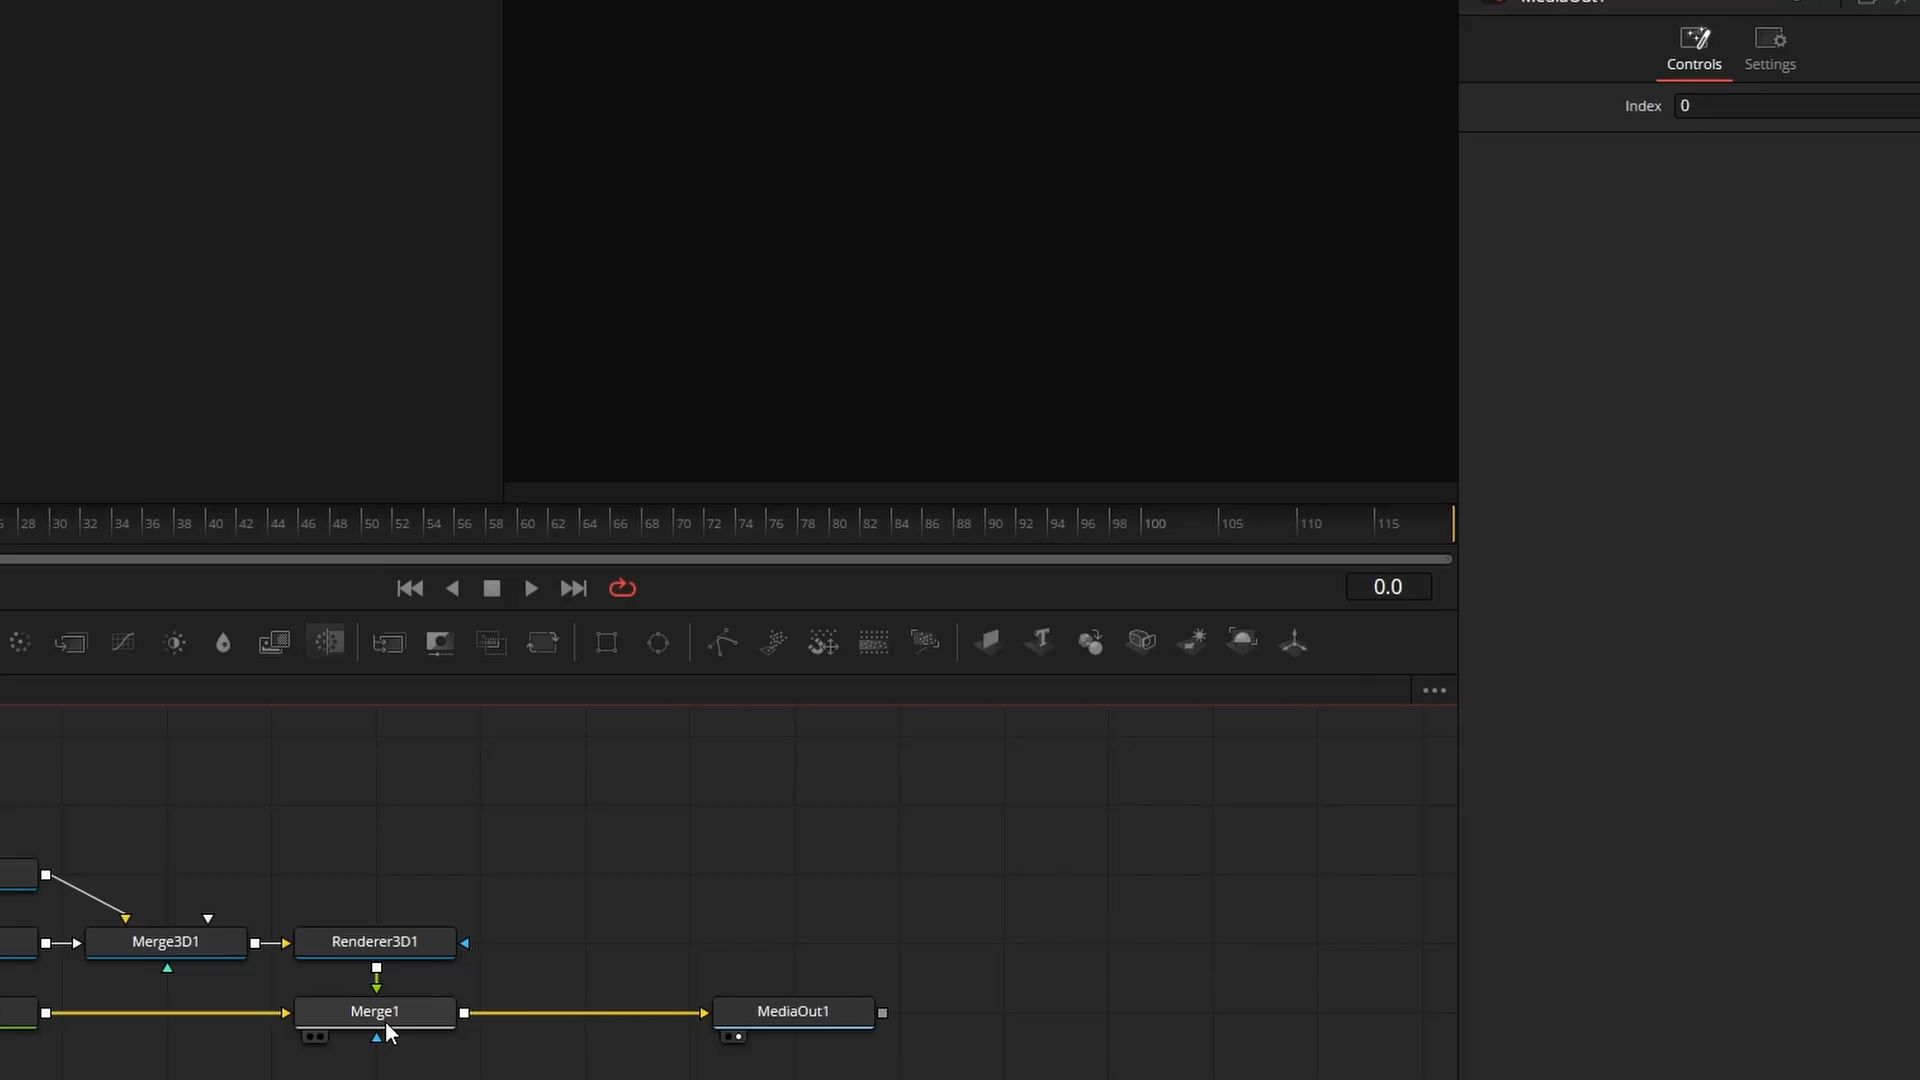 MediaOut1
Controls Settings
Index 0
28 30 32 34 36 38 40 42 44 46 48 50 52 54 56 58 60 62 64 66 68 70 72 74 76 78 80 82 84 86 88 90 92 94 96 98 100 105 110 115
0.0
Merge3D1 Renderer3D1
Merge1 MediaOut1